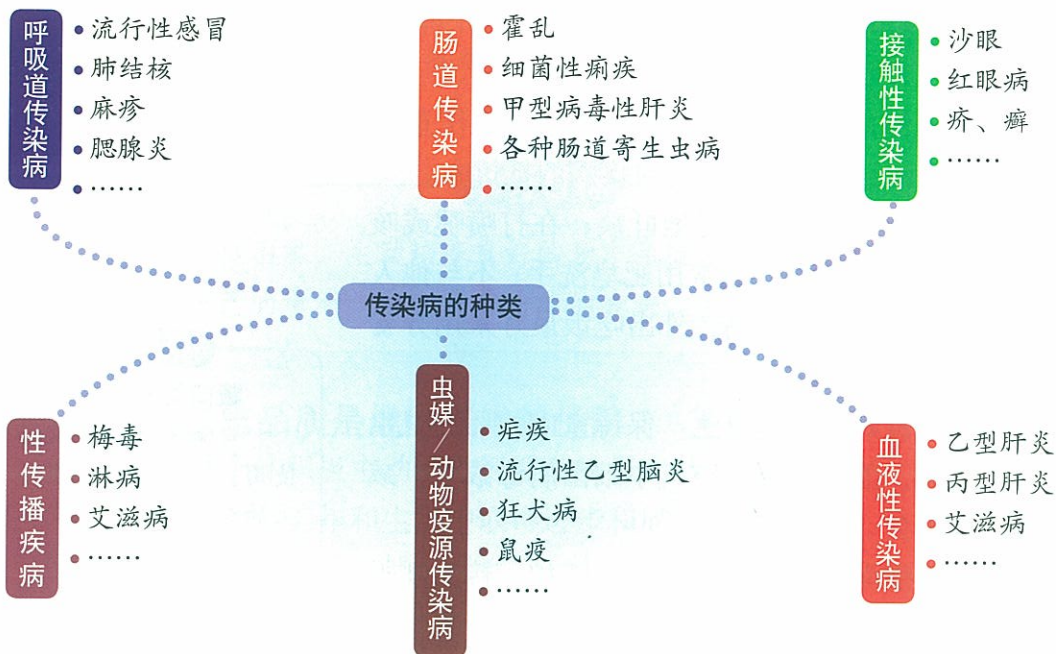 呼吸道传染病
流行性感冒
肺结核
麻疹
腮腺炎
……
肠道传染病
霍乱
细菌性痢疾
甲型病毒性肝炎
各种肠道寄生虫病
……
接触性传染病
沙眼
红眼病
疥、癣
……
传染病的种类
性传播疾病
梅毒
淋病
艾滋病
……
虫媒/动物疫源传染病
疟疾
流行性乙型脑炎
狂犬病
鼠疫
……
血液性传染病
乙型肝炎
丙型肝炎
艾滋病
……